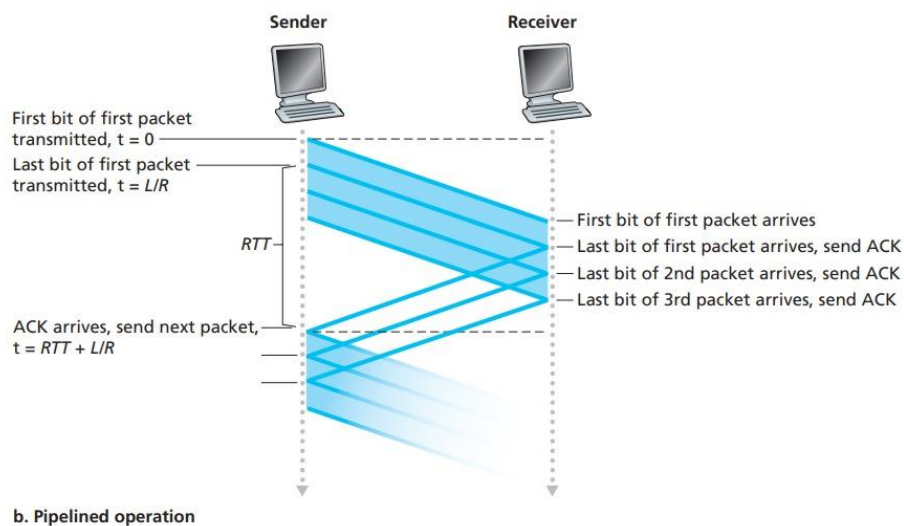 Sender
Receiver
First bit of first packet
transmitted, t = 0
Last bit of first packet
transmitted, t = L/R
RTT
First bit of first packet arrives
Last bit of first packet arrives, send ACK
Last bit of 2nd packet arrives, send ACK
Last bit of 3rd packet arrives, send ACK
ACK arrives, send next packet,
t = RTT + L/R
b. Pipelined operation